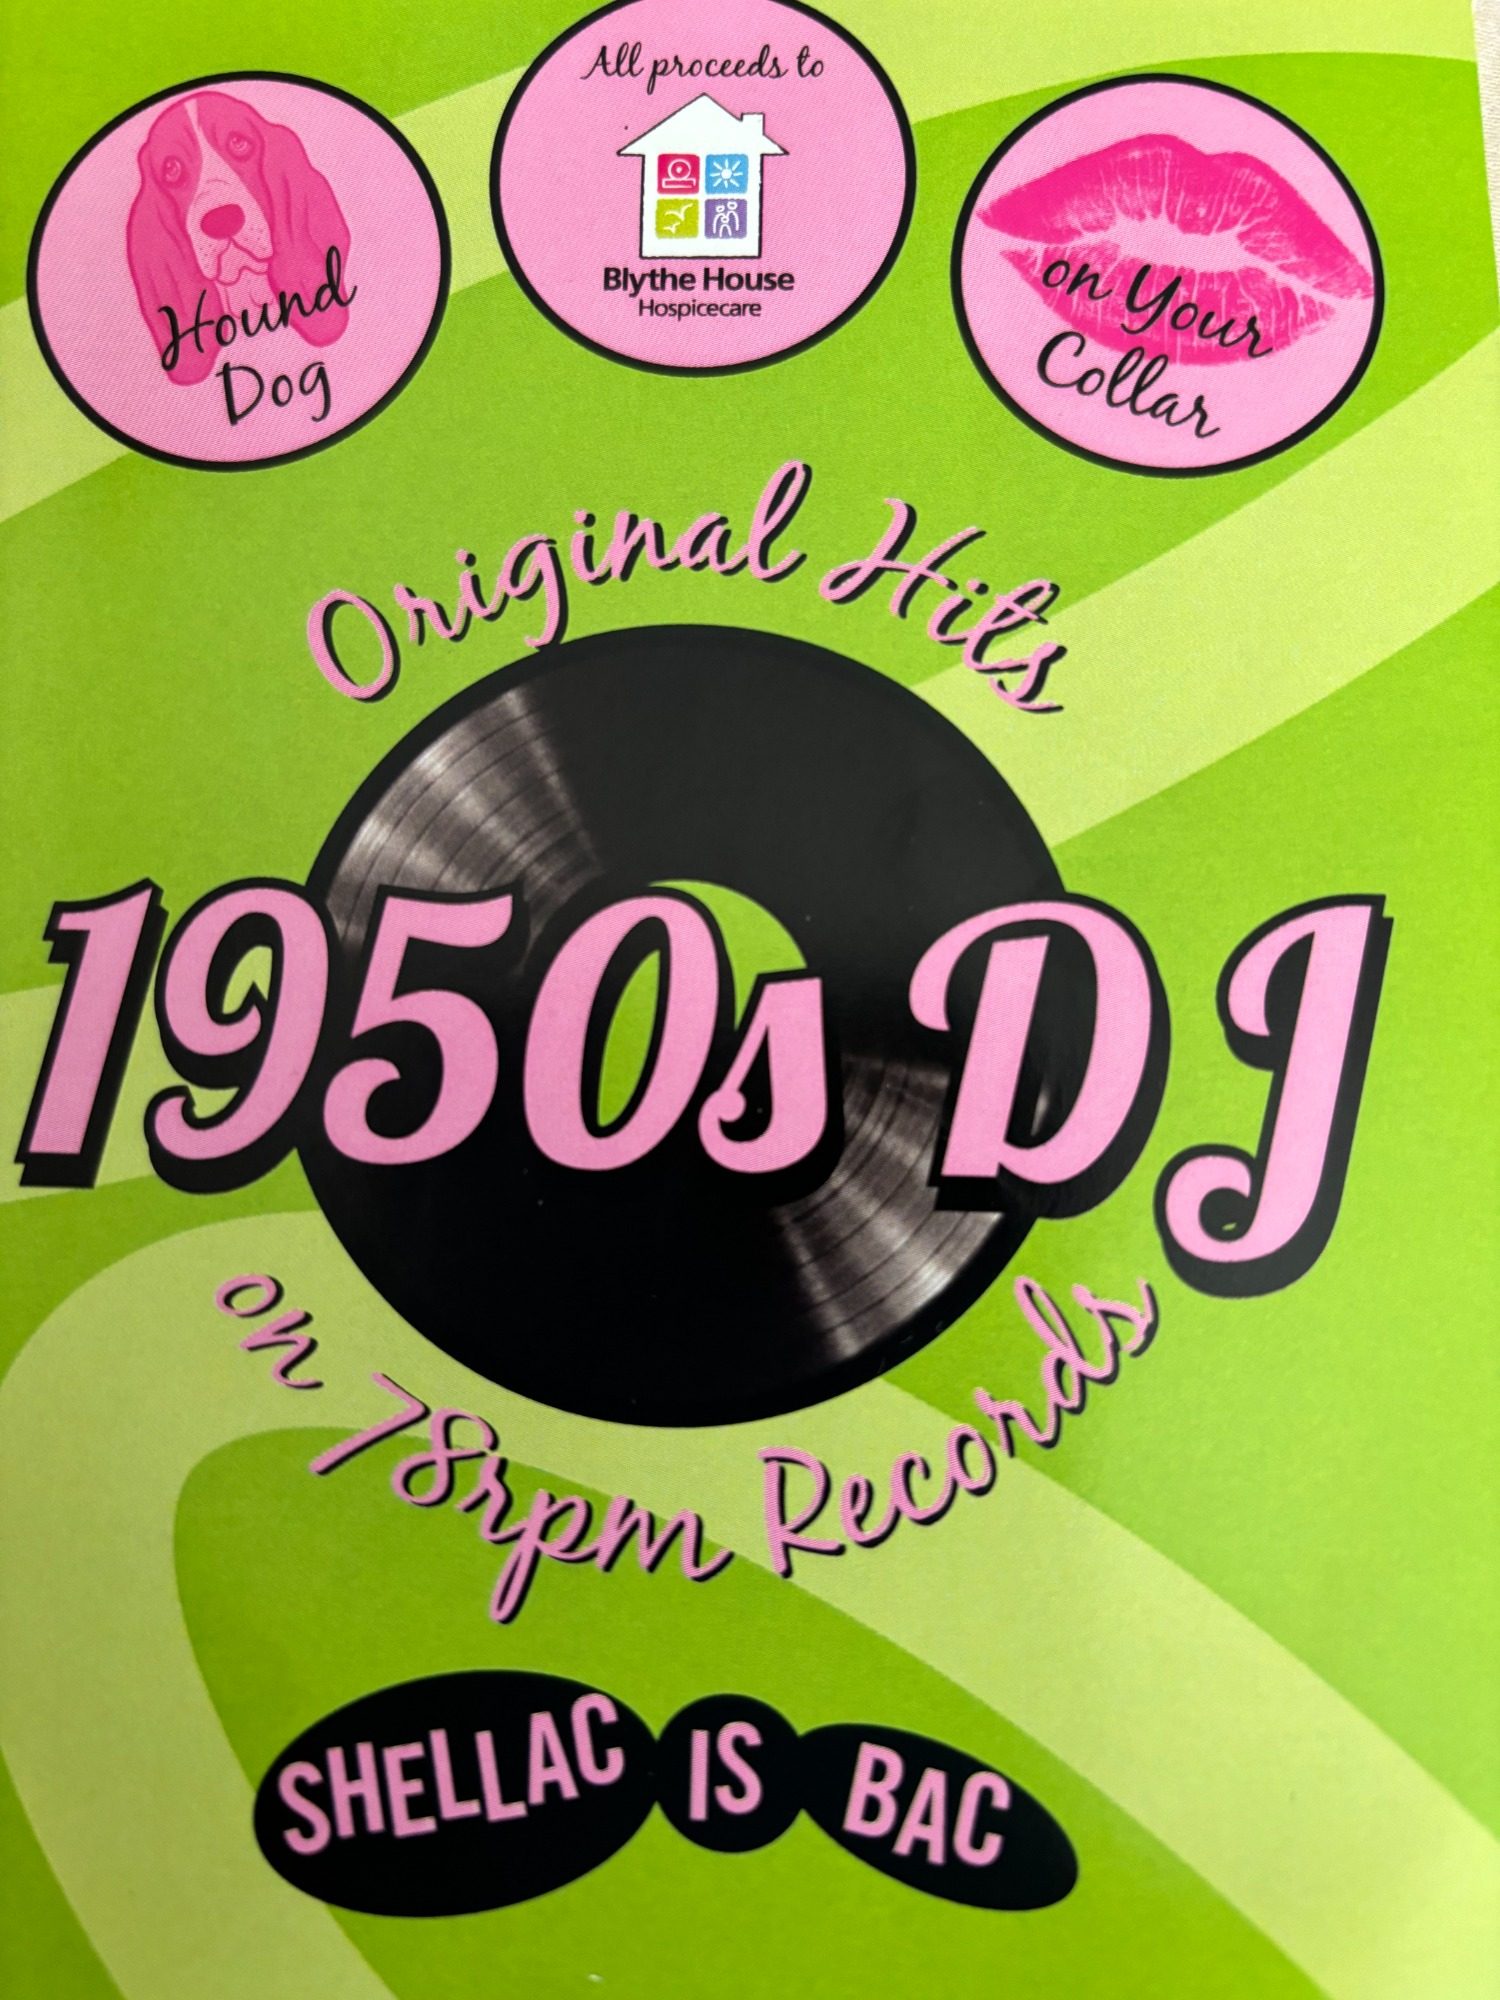 All proceeds to
Blythe House
Hospicecare
Hound
Dog
on Your
Collar
Original Hits
1950s DJ
on 78rpm Records
SHELLAC IS BAC